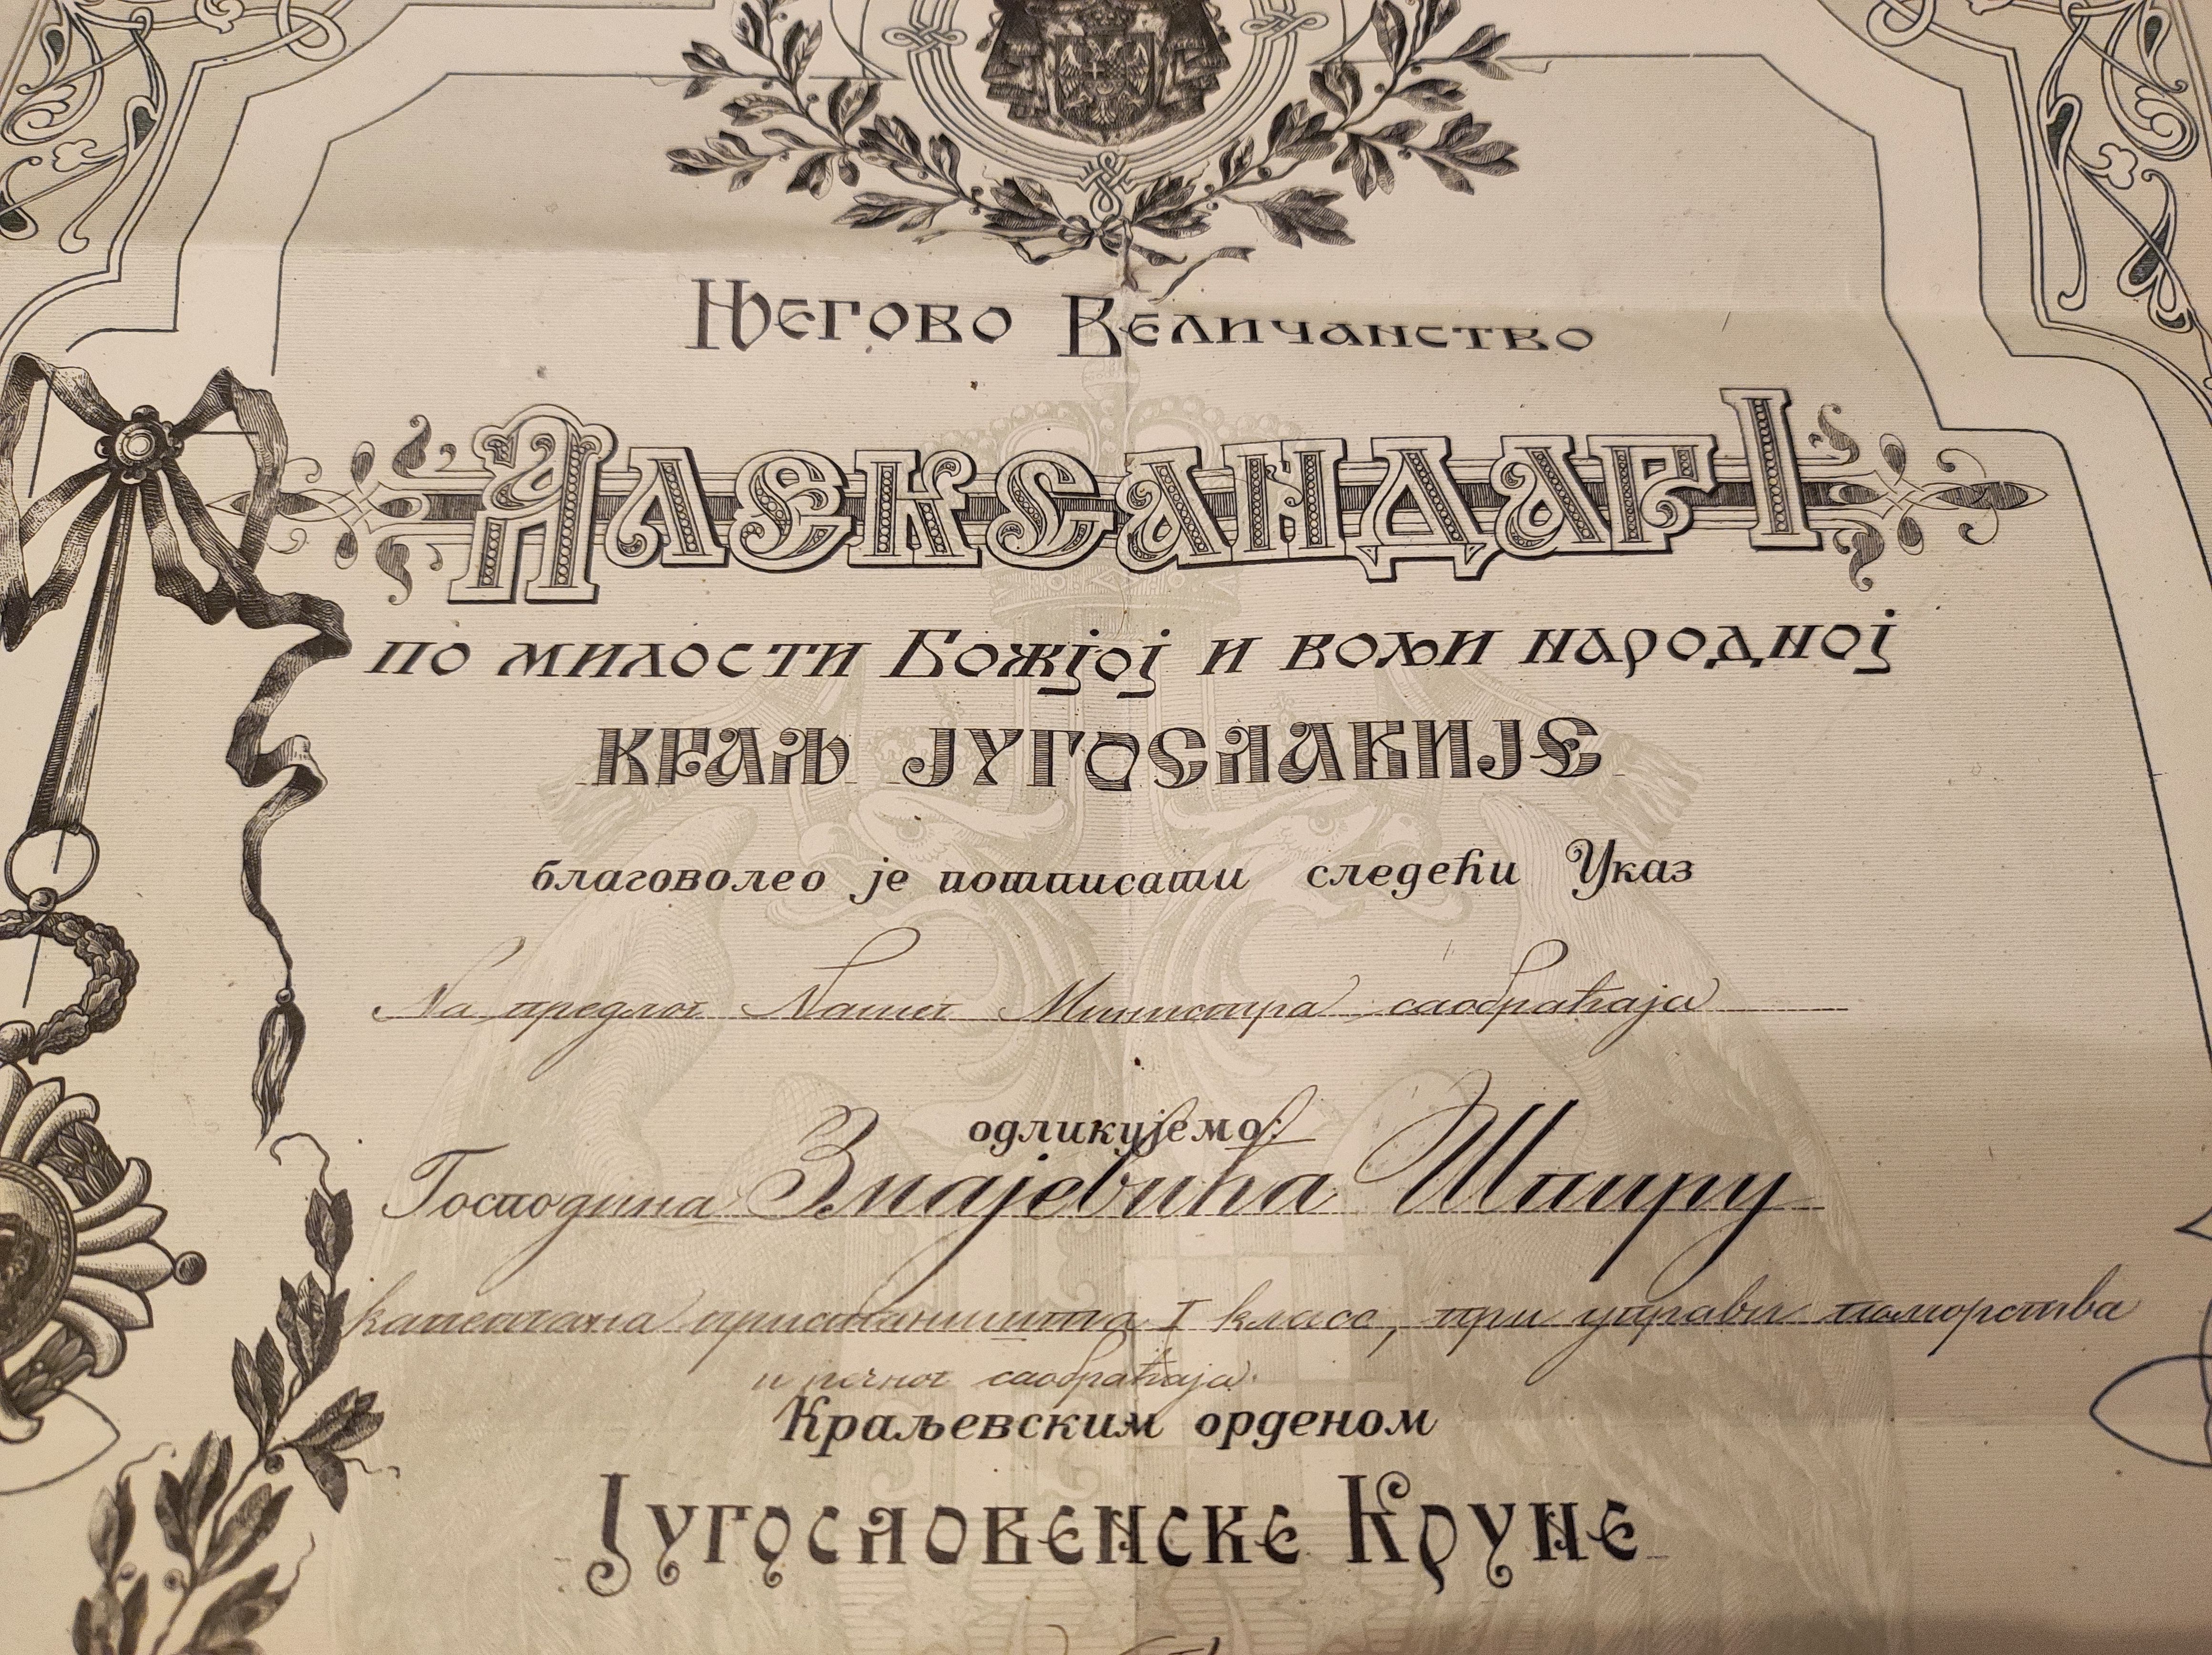 Његово Величанство
Александар I
по милости Божјој и вољи народној
КРАЉ ЈУГОСЛАВИЈЕ
благоволео је потписати следећи Указ
На предлог Нашег Министра саобраћаја
одликујемо:
Господина Знајевића Шпиру
капетана пристаништа I класе, при управи поморства
и речног саобраћаја
Краљевским орденом
Југословенске Круне